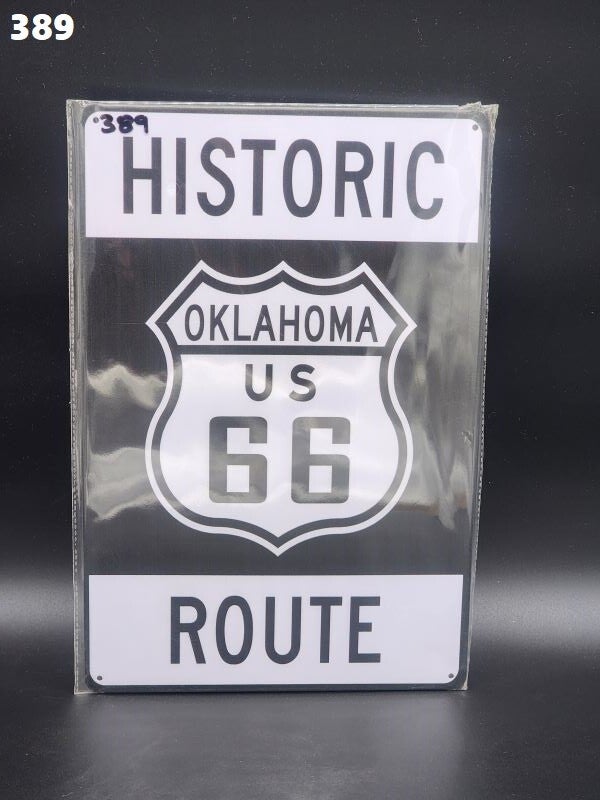 389
*389
HISTORIC
OKLAHOMA
US
66
ROUTE